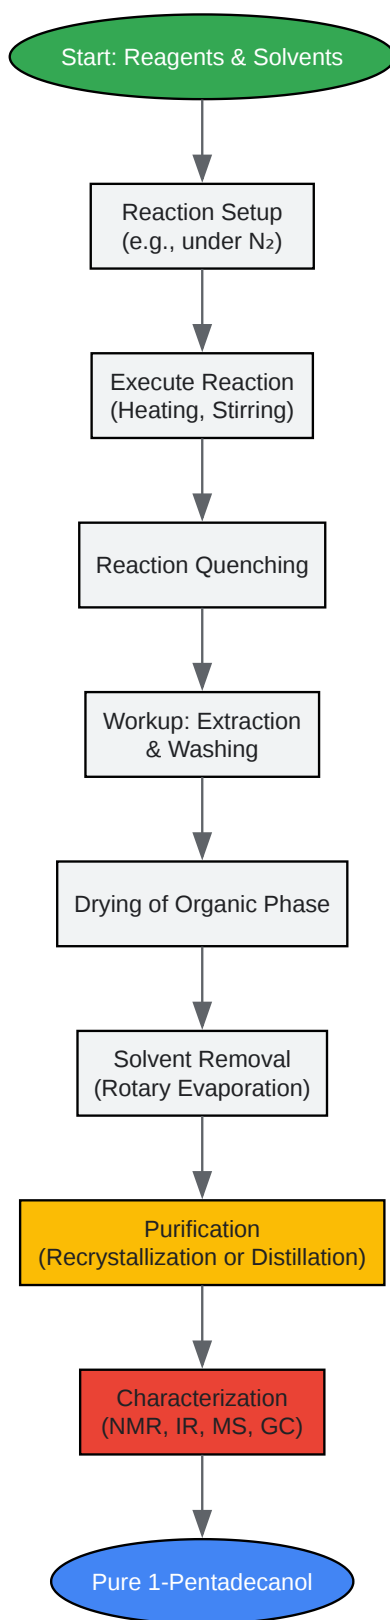 Start: Reagents & Solvents
Reaction Setup
(e.g., under N₂)
Execute Reaction
(Heating, Stirring)
Reaction Quenching
Workup: Extraction
& Washing
Drying of Organic Phase
Solvent Removal
(Rotary Evaporation)
Purification
(Recrystallization or Distillation)
Characterization
(NMR, IR, MS, GC)
Pure 1-Pentadecanol